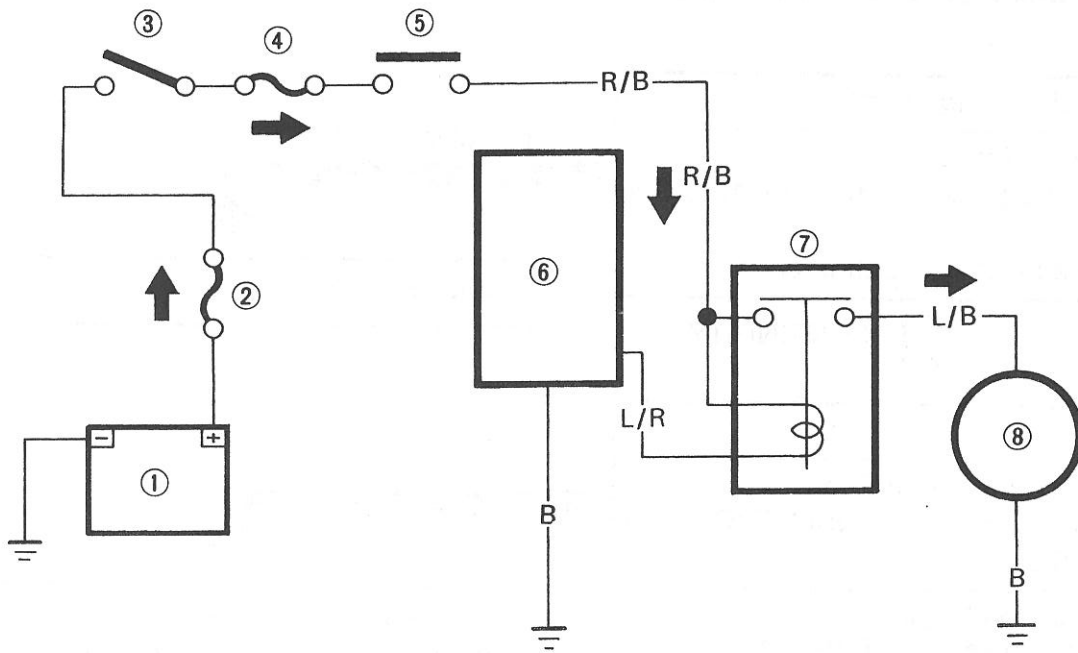 ③
④
⑤
R/B
R/B
⑦
⑥
②
L/B
L/R
- +
①
⑧
B
B